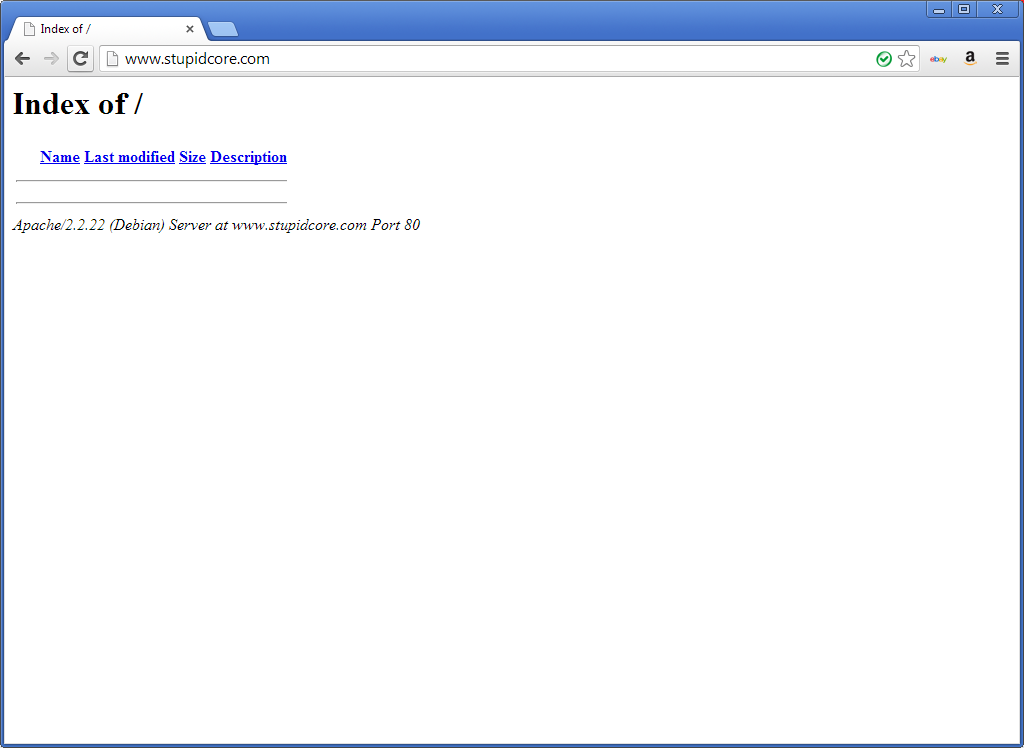 Index of /
www.stupidcore.com
ebay
a
Index of /
Name Last modified Size Description
Apache/2.2.22 (Debian) Server at www.stupidcore.com Port 80